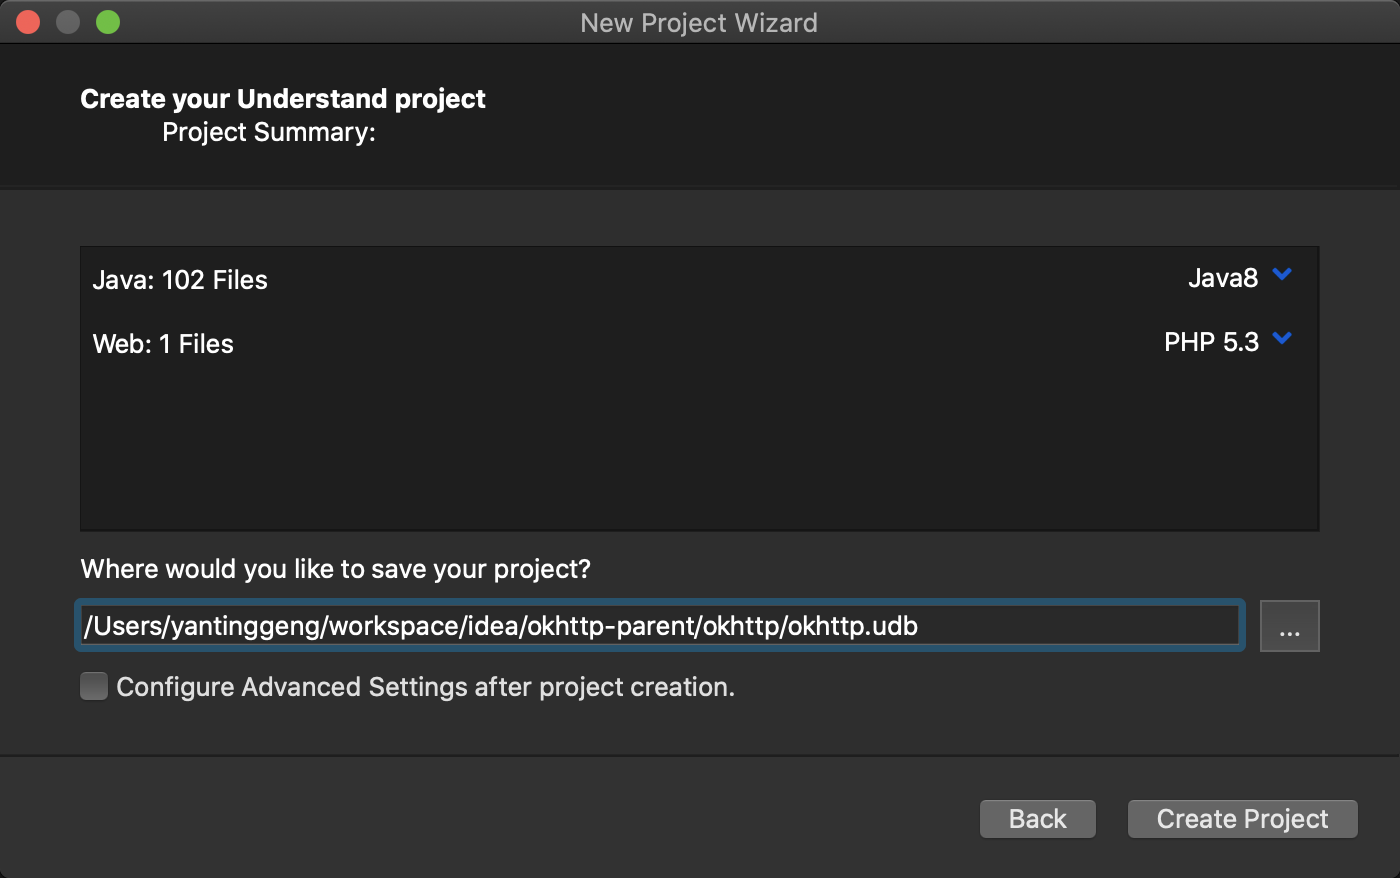 New Project Wizard
Create your Understand project
Project Summary:
Java: 102 Files
Java8
Web: 1 Files
PHP 5.3
Where would you like to save your project?
/Users/yantinggeng/workspace/idea/okhttp-parent/okhttp/okhttp.udb
...
Configure Advanced Settings after project creation.
Back
Create Project